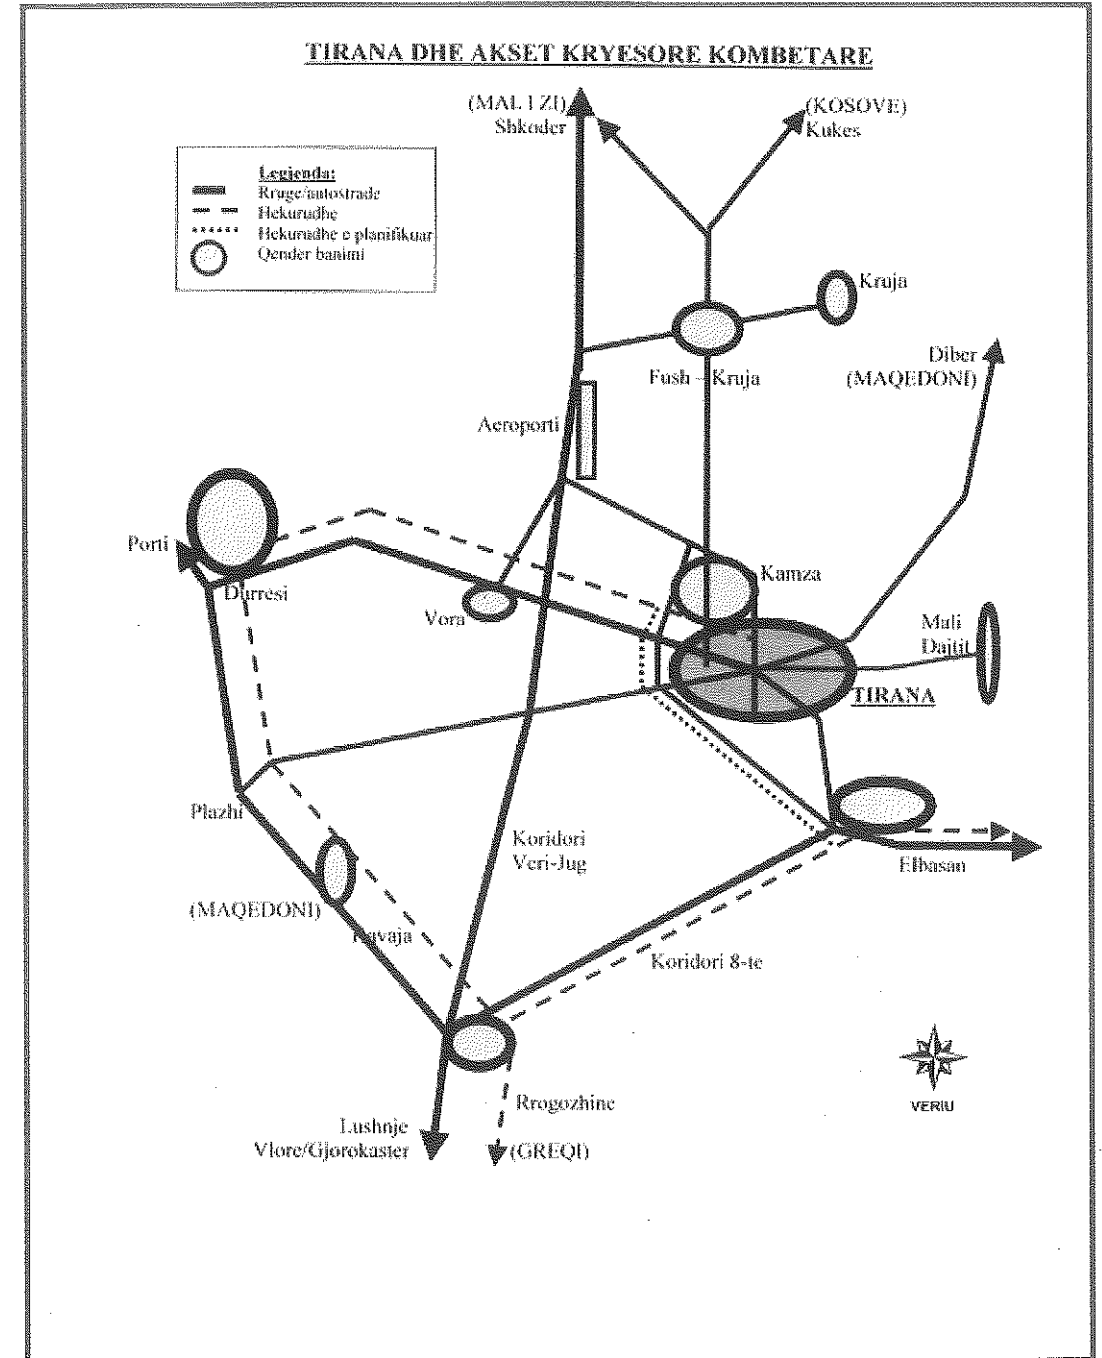 TIRANA DHE AKSET KRYESORE KOMBETARE
(MAL I ZI)
Shkoder
(KOSOVE)
Kukes
Legjenda:
Rruge/autostrade
Hekurudhe
Hekurudhe e planifikuar
Qender banimi
Kruja
Diber
(MAQEDONI)
Fush - Kruja
Aeroporti
Porti
Durresi
Kamza
Vora
Mali
Dajtit
TIRANA
Plazhi
Koridori
Veri-Jug
Elbasan
(MAQEDONI)
Kavaja
Koridori 8-te
Rrogozhine
VERIU
Lushnje
Vlore/Gjorokaster
(GREQI)